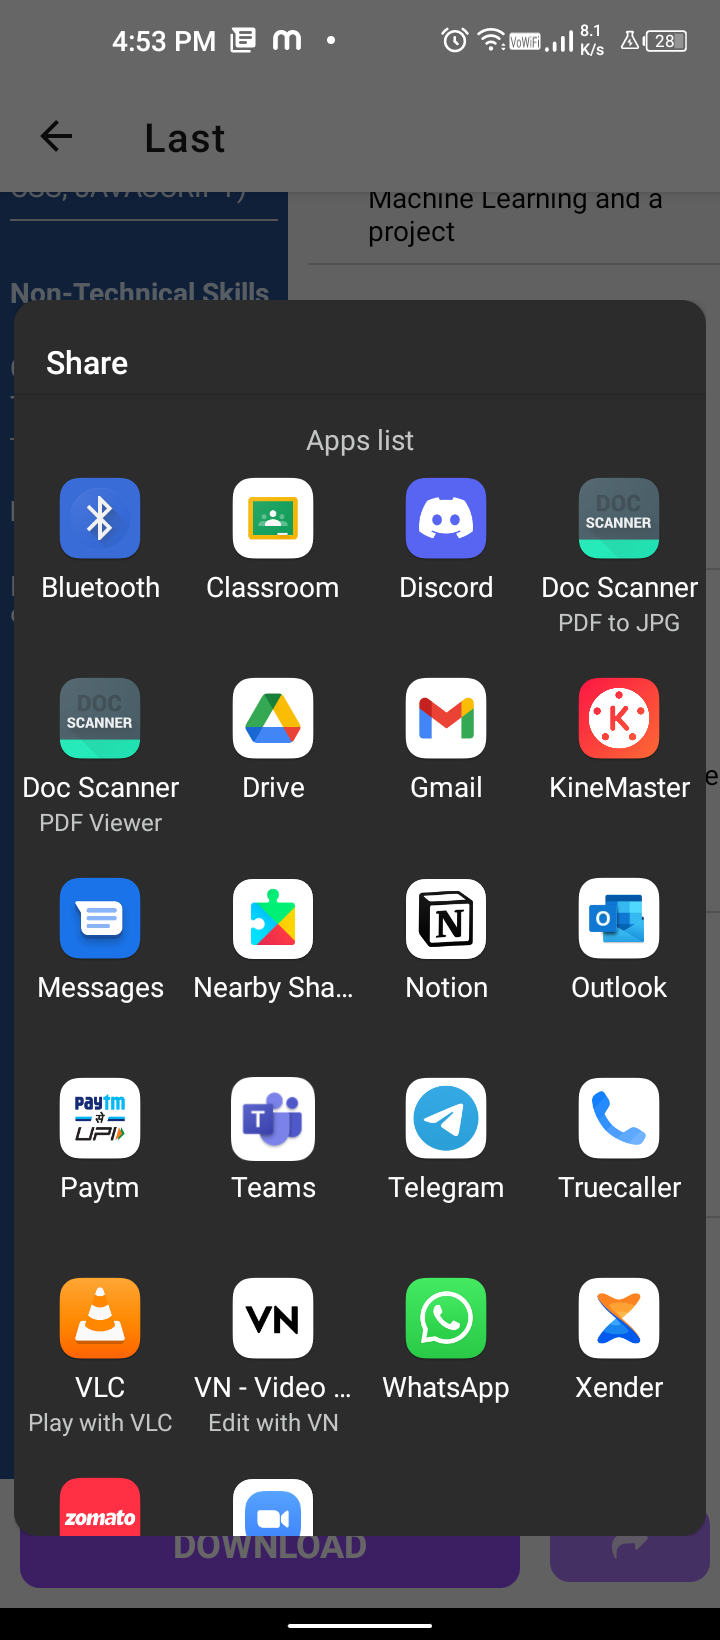 4:53 PM
VoWiFi
8.1
K/s
28
Last
CSS, JAVASCRIPT)
Machine Learning and a
project
Non-Technical Skills
Share
Apps list
Bluetooth
Classroom
Discord
DOC
SCANNER
Doc Scanner
PDF to JPG
DOC
SCANNER
Doc Scanner
PDF Viewer
Drive
Gmail
K
KineMaster
e
Messages
Nearby Sha...
N
Notion
O
Outlook
paytm
से
UPI
Paytm
T
Teams
Telegram
Truecaller
VLC
Play with VLC
VN
VN - Video ...
Edit with VN
WhatsApp
Xender
zomato
DOWNLOAD